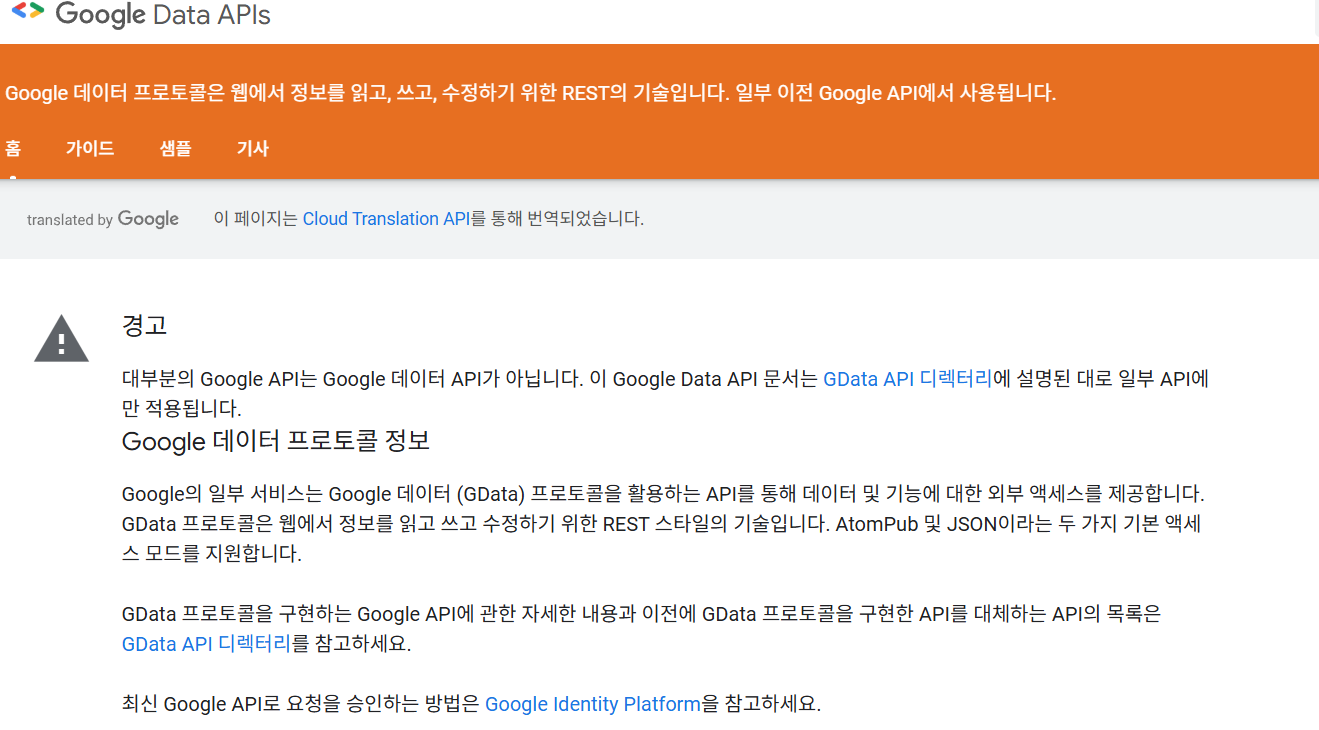 Google Data APIs
Google 데이터 프로토콜은 웹에서 정보를 읽고, 쓰고, 수정하기 위한 REST의 기술입니다. 일부 이전 Google API에서 사용됩니다.
홈 가이드 샘플 기사
translated by Google 이 페이지는 Cloud Translation API를 통해 번역되었습니다.
경고
대부분의 Google API는 Google 데이터 API가 아닙니다. 이 Google Data API 문서는 GData API 디렉터리에 설명된 대로 일부 API에
만 적용됩니다.
Google 데이터 프로토콜 정보
Google의 일부 서비스는 Google 데이터 (GData) 프로토콜을 활용하는 API를 통해 데이터 및 기능에 대한 외부 액세스를 제공합니다.
GData 프로토콜은 웹에서 정보를 읽고 쓰고 수정하기 위한 REST 스타일의 기술입니다. AtomPub 및 JSON이라는 두 가지 기본 액세
스 모드를 지원합니다.
GData 프로토콜을 구현하는 Google API에 관한 자세한 내용과 이전에 GData 프로토콜을 구현한 API를 대체하는 API의 목록은
GData API 디렉터리를 참고하세요.
최신 Google API로 요청을 승인하는 방법은 Google Identity Platform을 참고하세요.